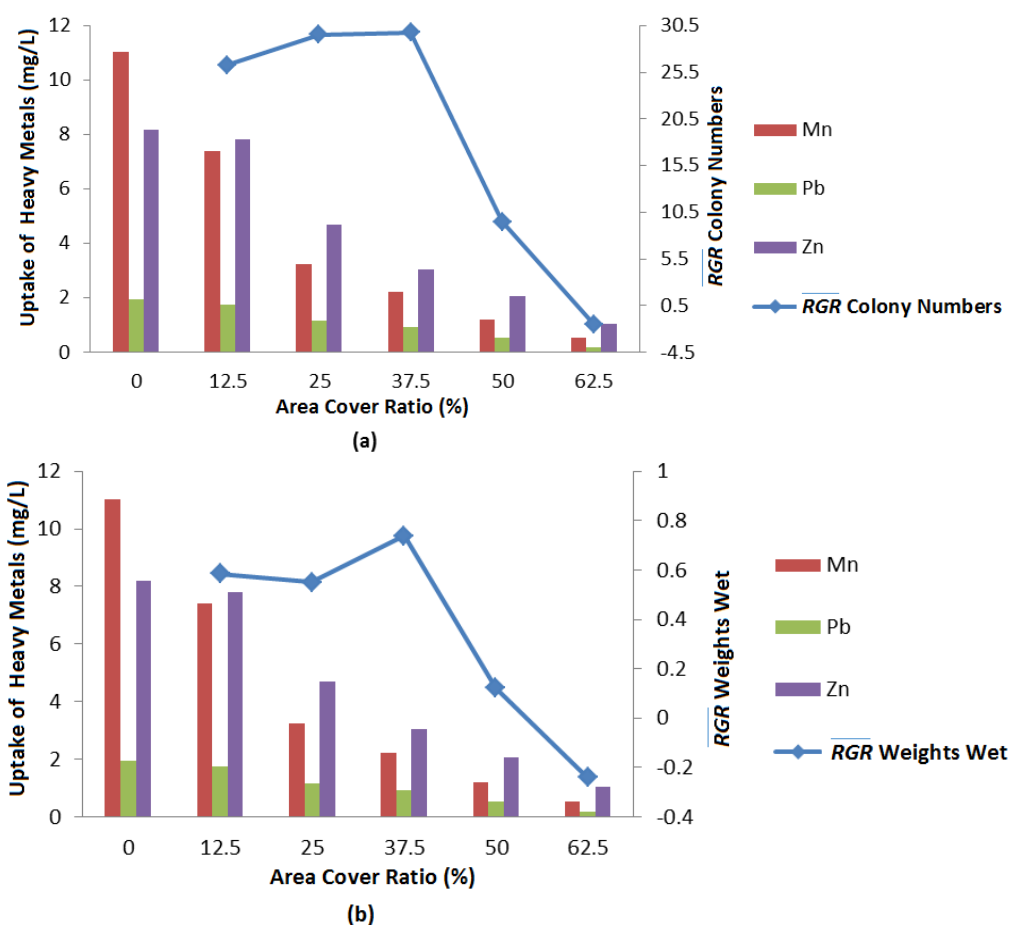 Uptake of Heavy Metals (mg/L)
12
10
8
6
4
2
0
30.5
25.5
20.5
15.5
10.5
5.5
0.5
-4.5
RGR Colony Numbers
0 12.5 25 37.5 50 62.5
Area Cover Ratio (%)
(a)
Mn
Pb
Zn
RGR Colony Numbers
Uptake of Heavy Metals (mg/L)
12
10
8
6
4
2
0
1
0.8
0.6
0.4
0.2
0
-0.2
-0.4
RGR Weights Wet
0 12.5 25 37.5 50 62.5
Area Cover Ratio (%)
(b)
Mn
Pb
Zn
RGR Weights Wet